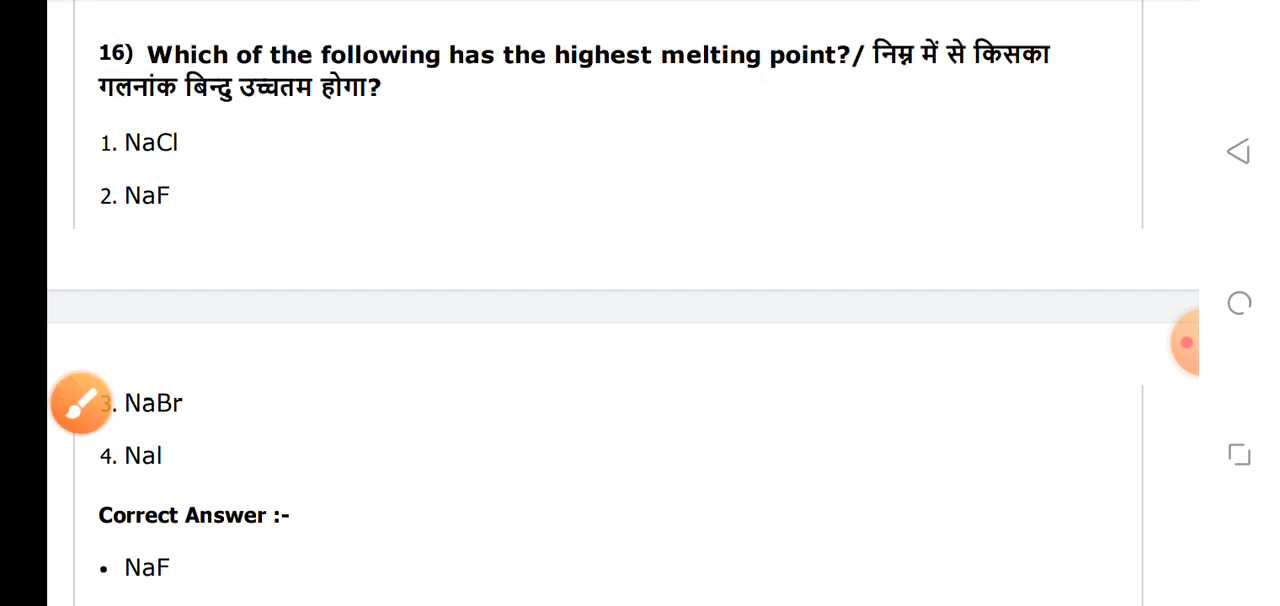 16) Which of the following has the highest melting point?/ निम्न में से किसका
गलनांक बिन्दु उच्चतम होगा?
1. NaCl
2. NaF
3. NaBr
4. NaI
Correct Answer :-
• NaF